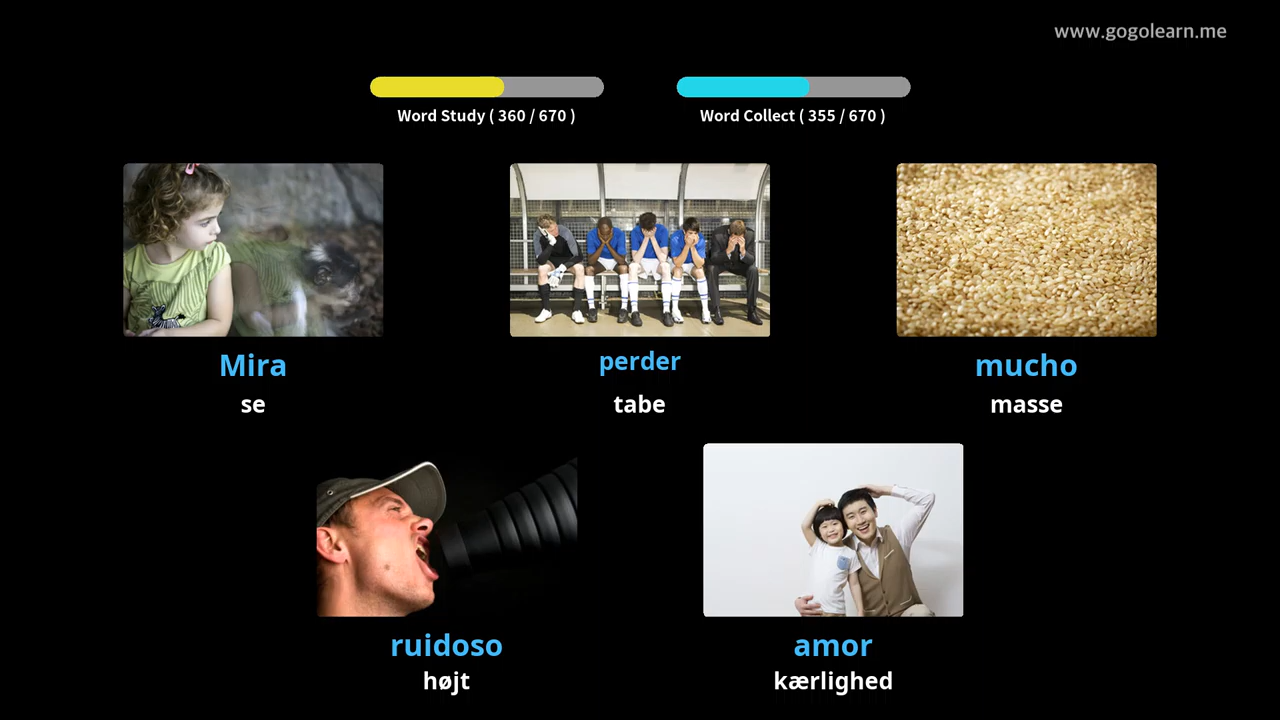 www.gogolearn.me
Word Study ( 360 / 670 )
Word Collect ( 355 / 670 )
Mira
se
perder
tabe
mucho
masse
ruidoso
højt
amor
kærlighed